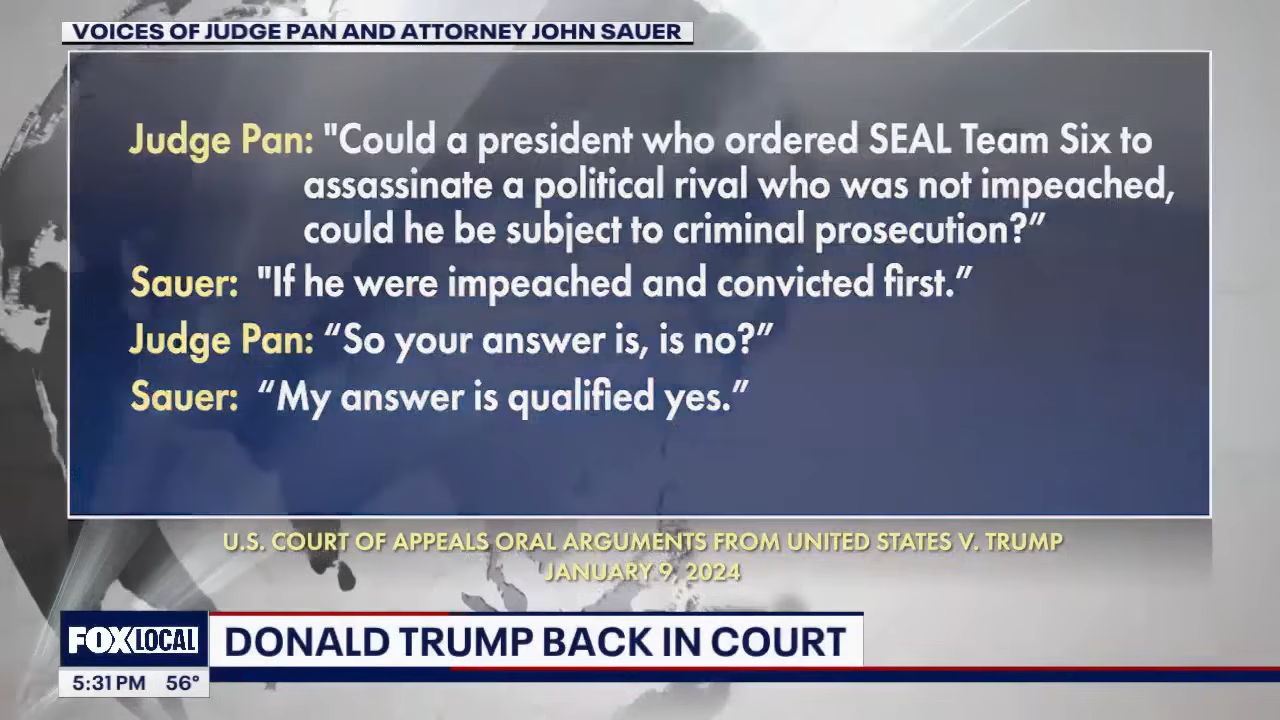 VOICES OF JUDGE PAN AND ATTORNEY JOHN SAUER
Judge Pan: "Could a president who ordered SEAL Team Six to
assassinate a political rival who was not impeached,
could he be subject to criminal prosecution?”
Sauer: "If he were impeached and convicted first.”
Judge Pan: “So your answer is, is no?”
Sauer: “My answer is qualified yes.”
U.S. COURT OF APPEALS ORAL ARGUMENTS FROM UNITED STATES V. TRUMP
JANUARY 9, 2024
FOX LOCAL
DONALD TRUMP BACK IN COURT
5:31 PM 56°